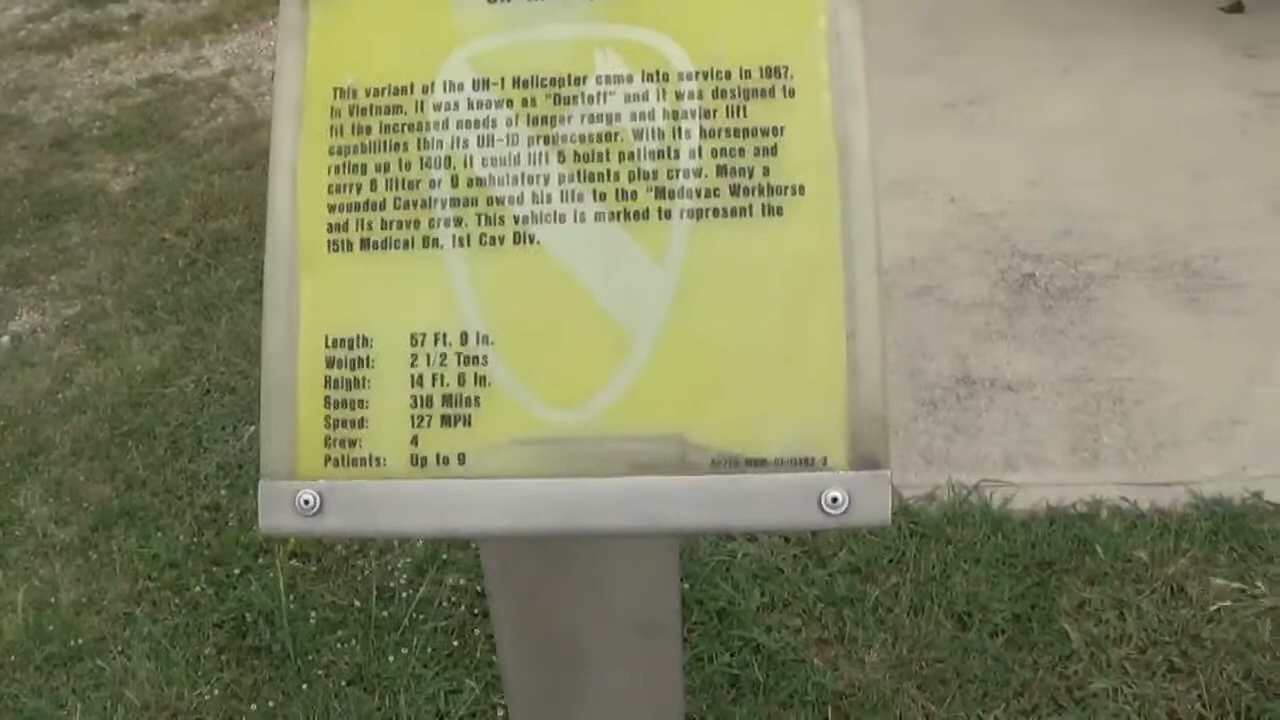 This variant of the UH-1 Helicopter came into service in 1967.
In Vietnam, it was known as "Dustoff" and it was designed to
fit the increased needs of longer range and heavier lift
capabilities thin its UH-1D predecessor. With its horsepower
rating up to 1400, it could lift 5 hoist patients at once and
carry 6 litter or 9 ambulatory patients plus crew. Many a
wounded Cavalryman owed his life to the "Medevac Workhorse
and its brave crew. This vehicle is marked to represent the
15th Medical Bn, 1st Cav Div.
Length: 57 Ft. 9 In.
Weight: 2 1/2 Tons
Height: 14 Ft. 6 In.
Range: 318 Miles
Speed: 127 MPH
Crew: 4
Patients: Up to 9